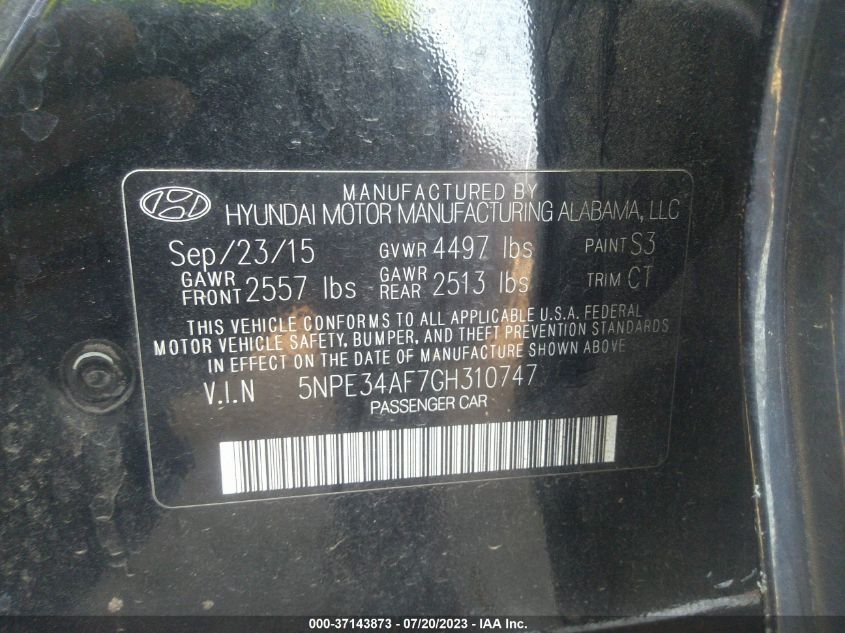 MANUFACTURED BY
HYUNDAI MOTOR MANUFACTURING ALABAMA, LLC
Sep/23/15 GVWR 4497 lbs PAINT S3
GAWR FRONT 2557 lbs GAWR REAR 2513 lbs TRIM CT
THIS VEHICLE CONFORMS TO ALL APPLICABLE U.S.A. FEDERAL
MOTOR VEHICLE SAFETY, BUMPER, AND THEFT PREVENTION STANDARDS
IN EFFECT ON THE DATE OF MANUFACTURE SHOWN ABOVE
V.I.N 5NPE34AF7GH310747
PASSENGER CAR
000-37143873 / 07/20/2023 - IAA Inc.